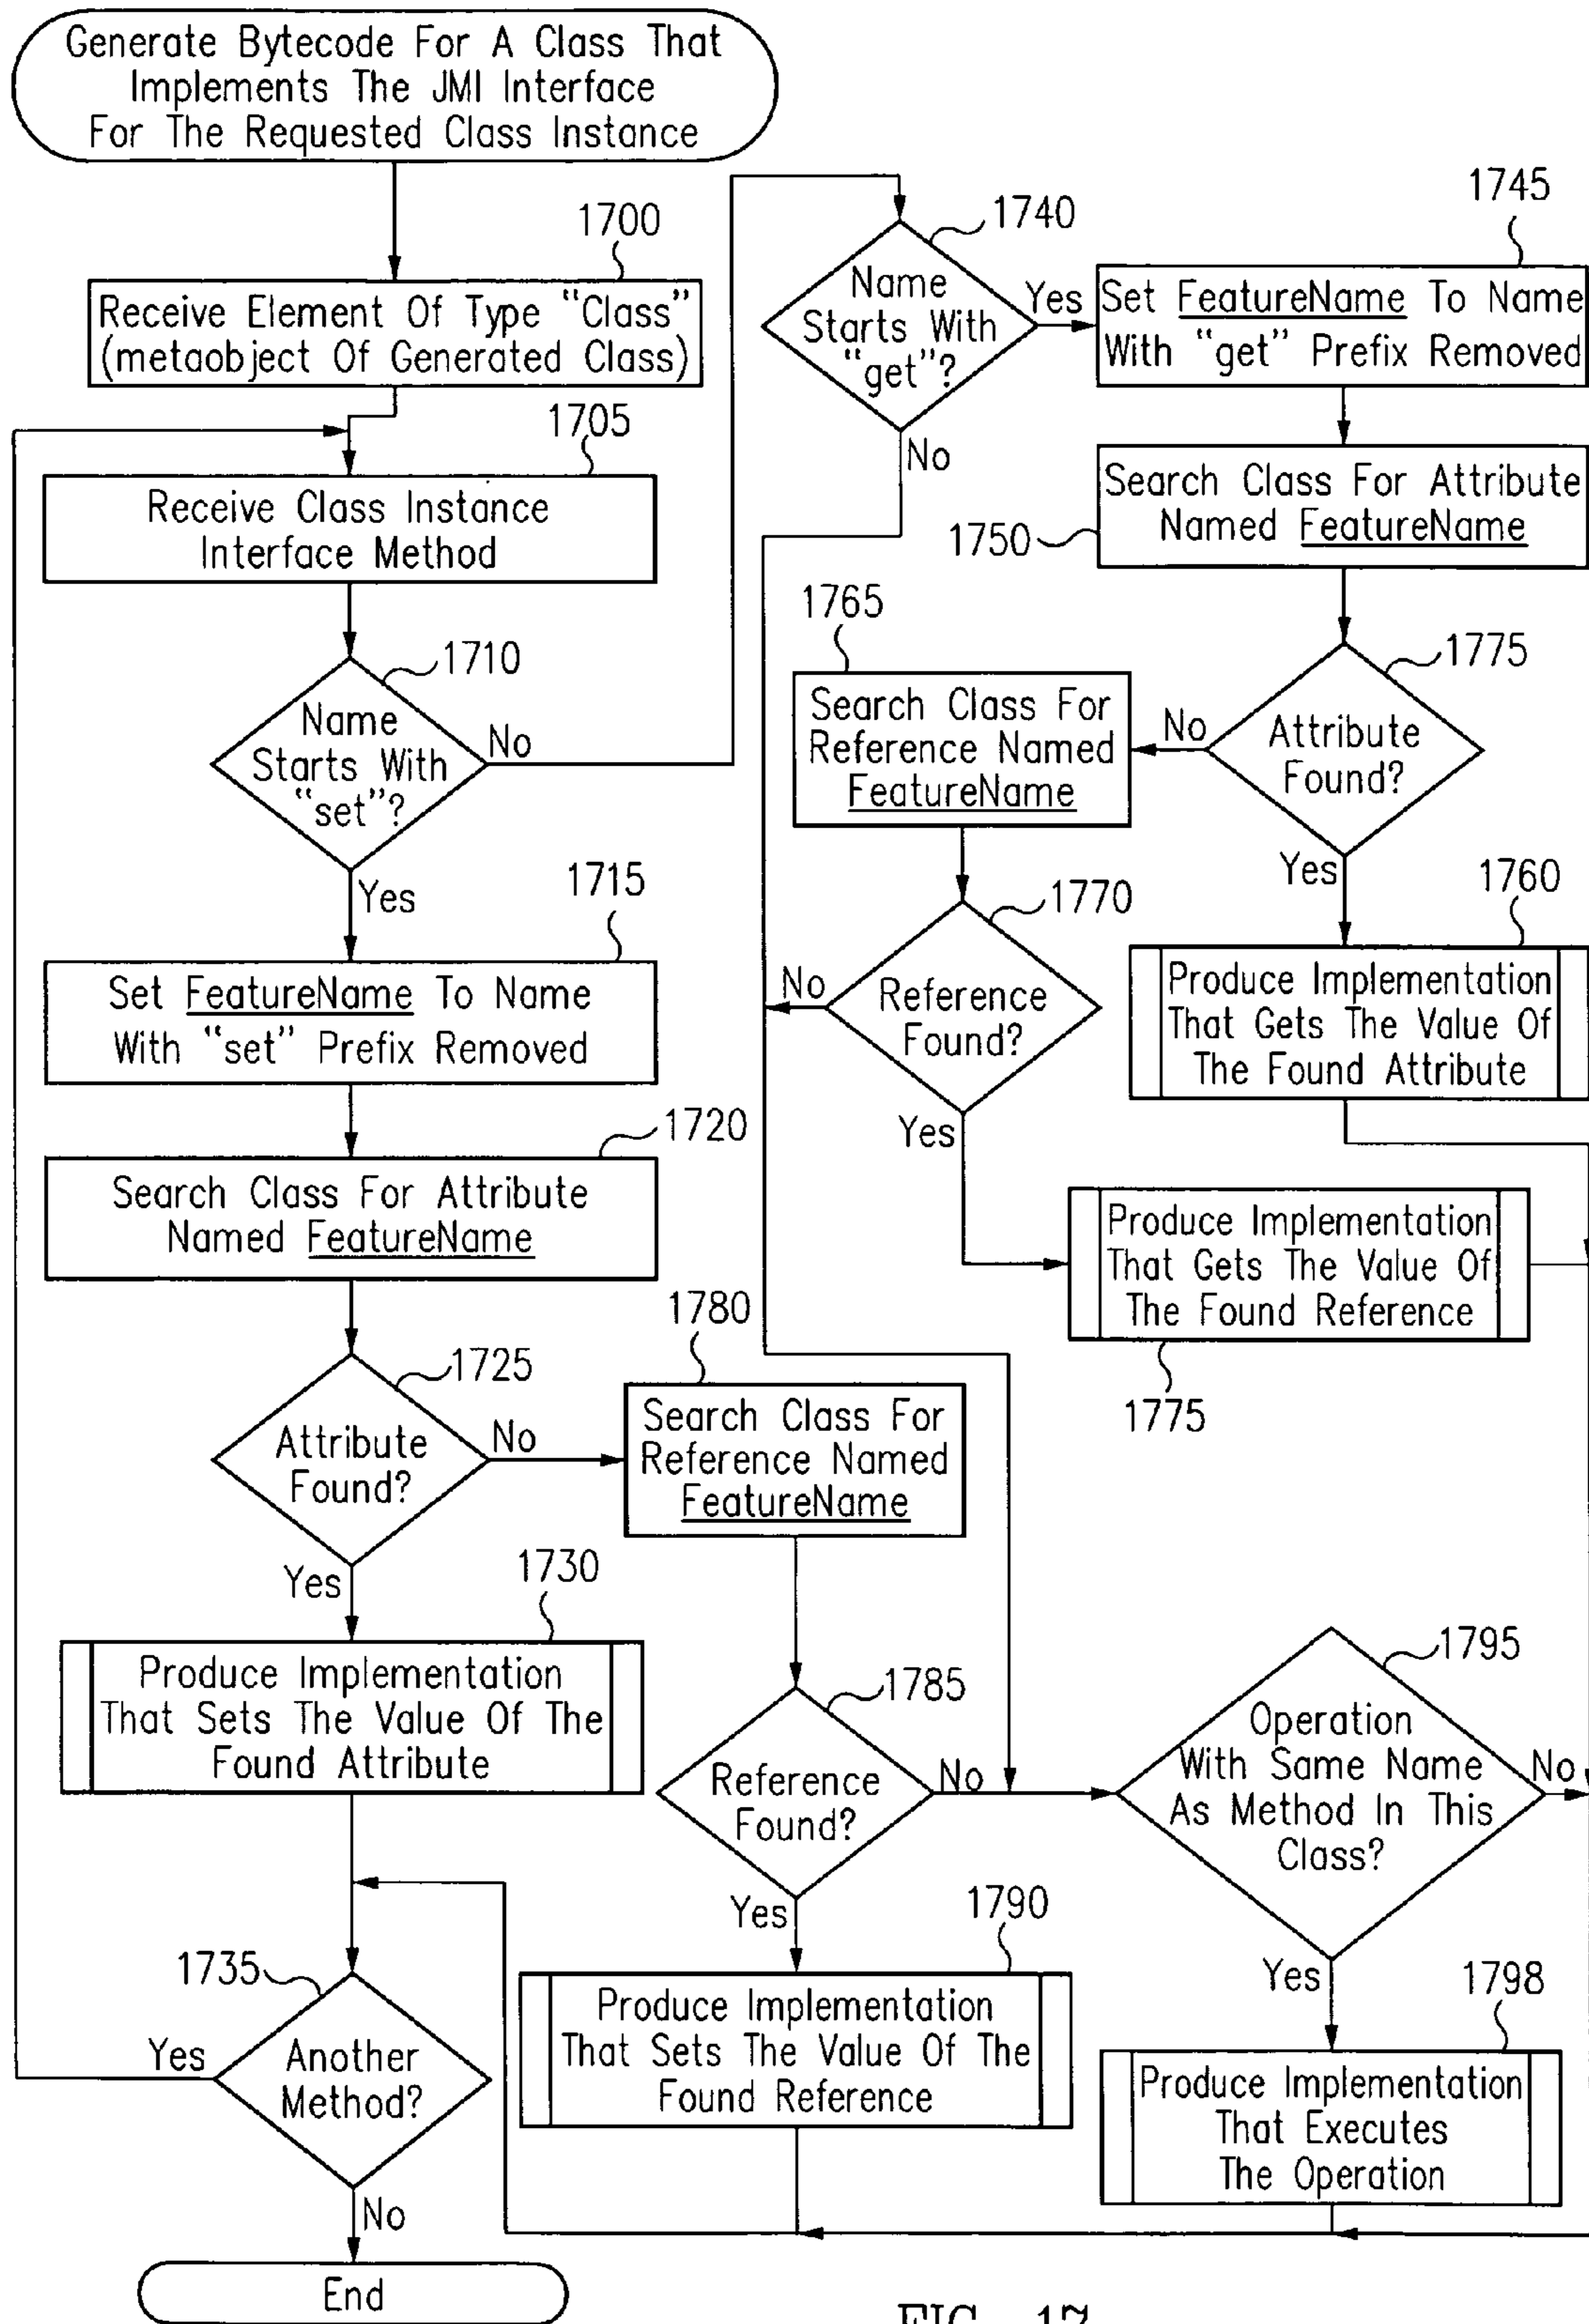 Generate Bytecode For A Class That
Implements The JMI Interface
For The Requested Class Instance
1700
Receive Element Of Type "Class"
(metaobject Of Generated Class)
1705
Receive Class Instance
Interface Method
1710
Name
Starts With
"set"?
No
Yes
1715
Set FeatureName To Name
With "set" Prefix Removed
1720
Search Class For Attribute
Named FeatureName
1725
Attribute
Found?
No
Yes
1730
Produce Implementation
That Sets The Value Of The
Found Attribute
1735
Another
Method?
Yes
No
End
1740
Name
Starts With
"get"?
Yes
No
1745
Set FeatureName To Name
With "get" Prefix Removed
1750
Search Class For Attribute
Named FeatureName
1775
Attribute
Found?
No
Yes
1760
Produce Implementation
That Gets The Value Of
The Found Attribute
1765
Search Class For
Reference Named
FeatureName
1770
Reference
Found?
No
Yes
Produce Implementation
That Gets The Value Of
The Found Reference
1775
1780
Search Class For
Reference Named
FeatureName
1785
Reference
Found?
No
Yes
1790
Produce Implementation
That Sets The Value Of The
Found Reference
1795
Operation
With Same Name
As Method In This
Class?
No
Yes
1798
Produce Implementation
That Executes
The Operation
FIG. 17